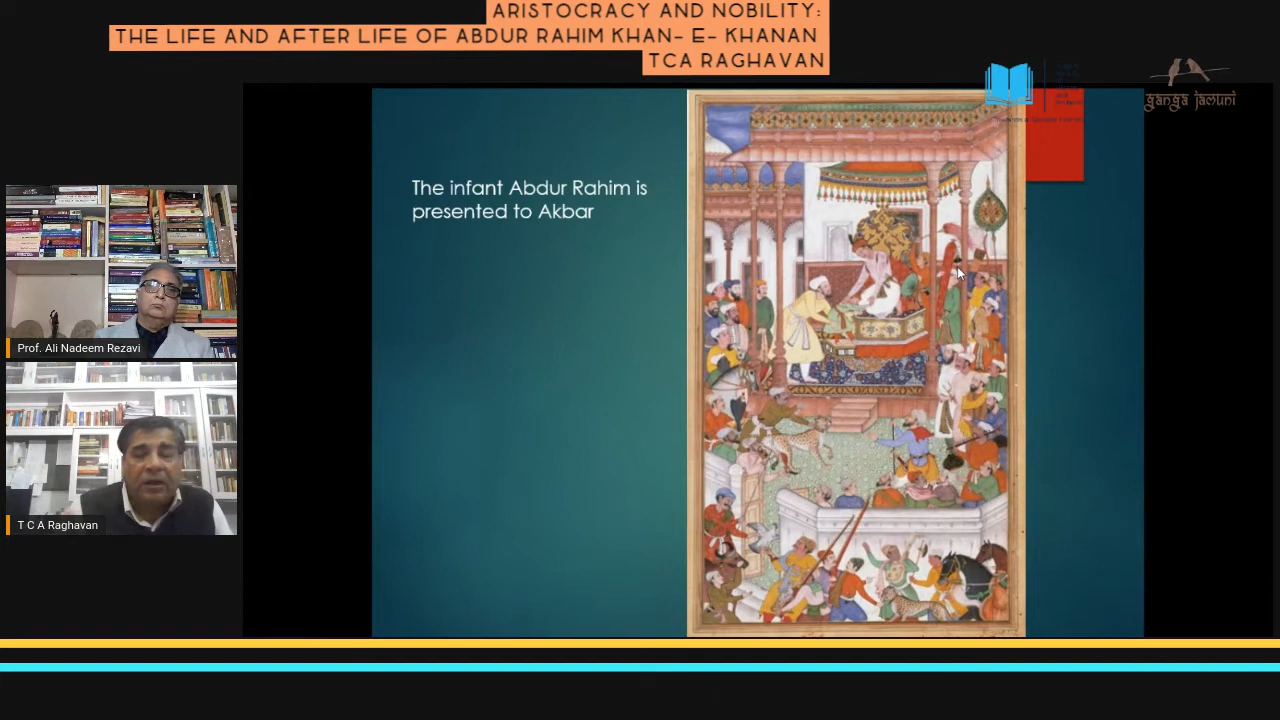 ARISTOCRACY AND NOBILITY:
THE LIFE AND AFTER LIFE OF ABDUR RAHIM KHAN- E- KHANAN
TCA RAGHAVAN
ganga jamuni
The infant Abdur Rahim is
presented to Akbar
Prof. Ali Nadeem Rezavi
T C A Raghavan